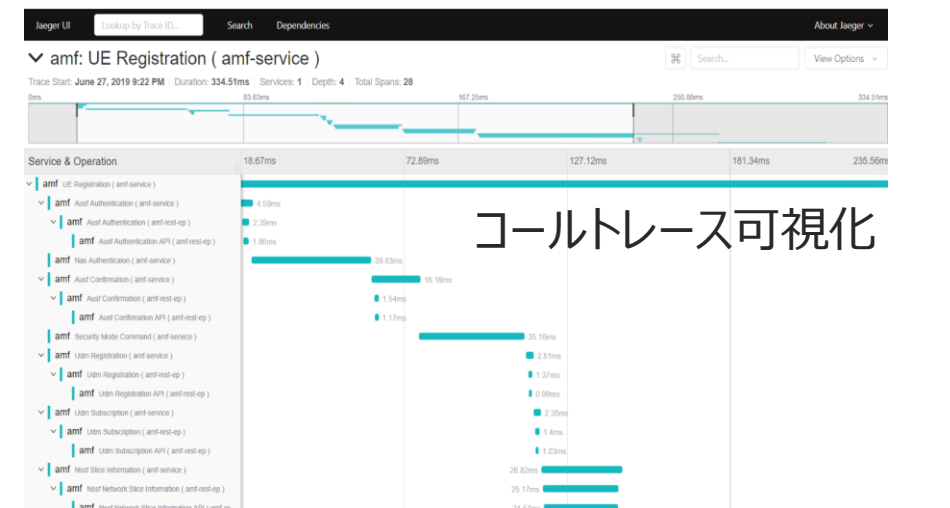 Jaeger UI Lookup by Trace ID... Search Dependencies About Jaeger
amf: UE Registration ( amf-service )
⌘ Search... View Options
Trace Start: June 27, 2019 9:22 PM Duration: 334.51ms Services: 1 Depth: 4 Total Spans: 28
0ms 83.63ms 167.25ms 250.88ms 334.51ms
Service & Operation 18.67ms 72.89ms 127.12ms 181.34ms 235.56ms
amf UE Registration ( amf-service )
amf Ausf Authentication ( amf-service ) 4.59ms
amf Ausf Authentication ( amf-rest-ep ) 2.39ms
amf Ausf Authentication API ( amf-rest-ep ) 1.86ms
コールトレース可視化
amf Nas Authentication ( amf-service ) 39.83ms
amf Ausf Confirmation ( amf-service ) 16.16ms
amf Ausf Confirmation ( amf-rest-ep ) 1.54ms
amf Ausf Confirmation API ( amf-rest-ep ) 1.17ms
amf Security Mode Command ( amf-service ) 35.16ms
amf Udm Registration ( amf-service ) 2.51ms
amf Udm Registration ( amf-rest-ep ) 1.37ms
amf Udm Registration API ( amf-rest-ep ) 0.99ms
amf Udm Subscription ( amf-service ) 2.35ms
amf Udm Subscription ( amf-rest-ep ) 1.4ms
amf Udm Subscription API ( amf-rest-ep ) 1.03ms
amf Nssf Slice Information ( amf-service ) 26.82ms
amf Nssf Network Slice Information ( amf-rest-ep ) 25.17ms
amf Nssf Network Slice Information API